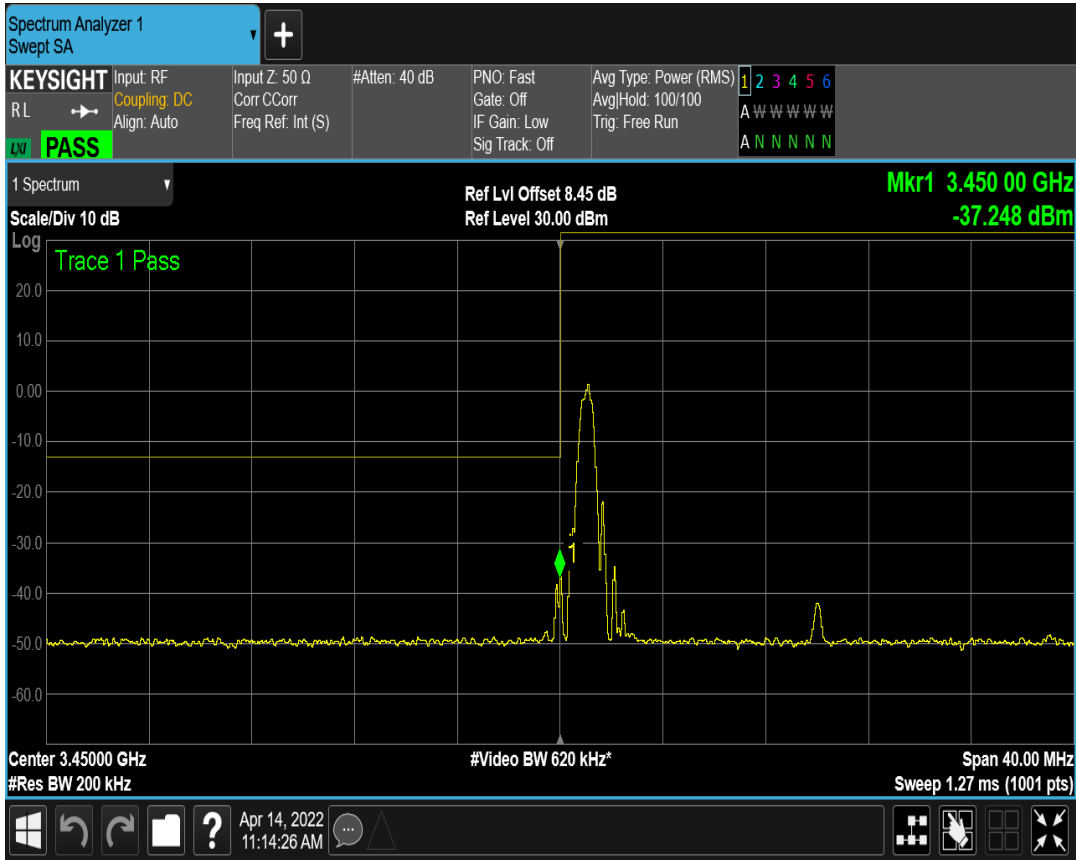 Spectrum Analyzer 1
Swept SA
+
KEYSIGHT
R L
LXI PASS
Input: RF
Coupling: DC
Align: Auto
Input Z: 50 Ω
Corr CCorr
Freq Ref: Int (S)
#Atten: 40 dB
PNO: Fast
Gate: Off
IF Gain: Low
Sig Track: Off
Avg Type: Power (RMS)
Avg|Hold: 100/100
Trig: Free Run
1 2 3 4 5 6
A W W W W W
A N N N N N
1 Spectrum
Scale/Div 10 dB
Ref Lvl Offset 8.45 dB
Ref Level 30.00 dBm
Mkr1 3.450 00 GHz
-37.248 dBm
Log
Trace 1 Pass
20.0
10.0
0.00
-10.0
-20.0
-30.0
-40.0
-50.0
-60.0
Center 3.45000 GHz
#Res BW 200 kHz
#Video BW 620 kHz*
Span 40.00 MHz
Sweep 1.27 ms (1001 pts)
?
Apr 14, 2022
11:14:26 AM